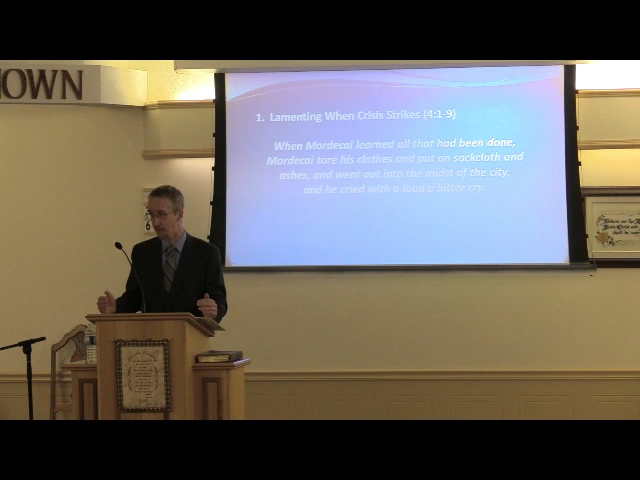 NOWN
1. Lamenting When Crisis Strikes (4:1-9)
When Mordecai learned all that had been done,
Mordecai tore his clothes and put on sackcloth and
ashes, and went out into the midst of the city,
and he cried with a loud a bitter cry.